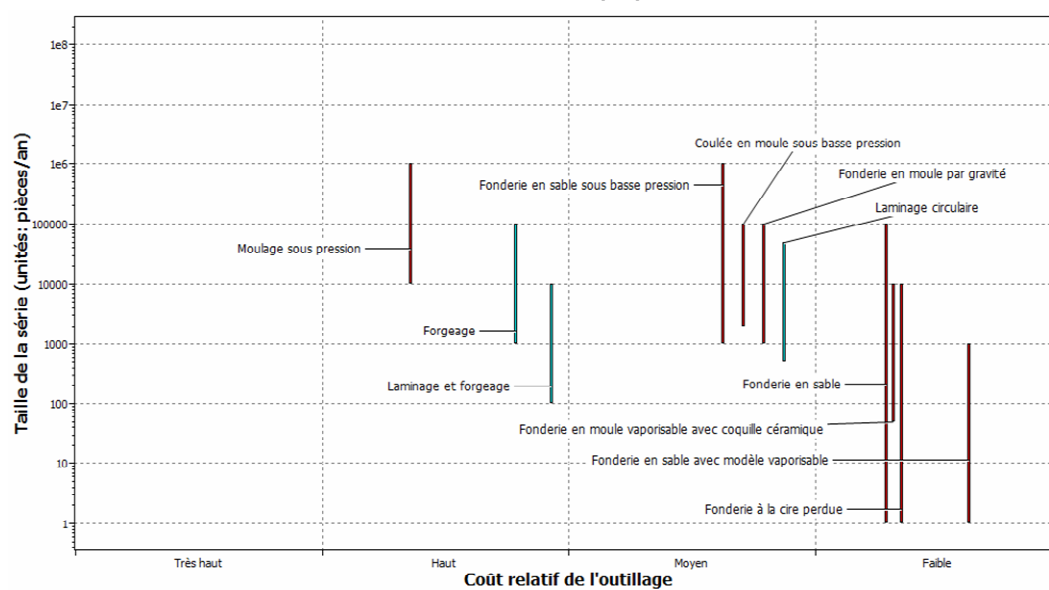 Taille de la série (unités: pièces/an)
1e8
1e7
1e6
100000
10000
1000
100
10
1
Coulée en moule sous basse pression
Fonderie en moule par gravité
Fonderie en sable sous basse pression
Laminage circulaire
Moulage sous pression
Forgeage
Laminage et forgeage
Fonderie en sable
Fonderie en moule vaporisable avec coquille céramique
Fonderie en sable avec modèle vaporisable
Fonderie à la cire perdue
Très haut
Haut
Moyen
Faible
Coût relatif de l'outillage